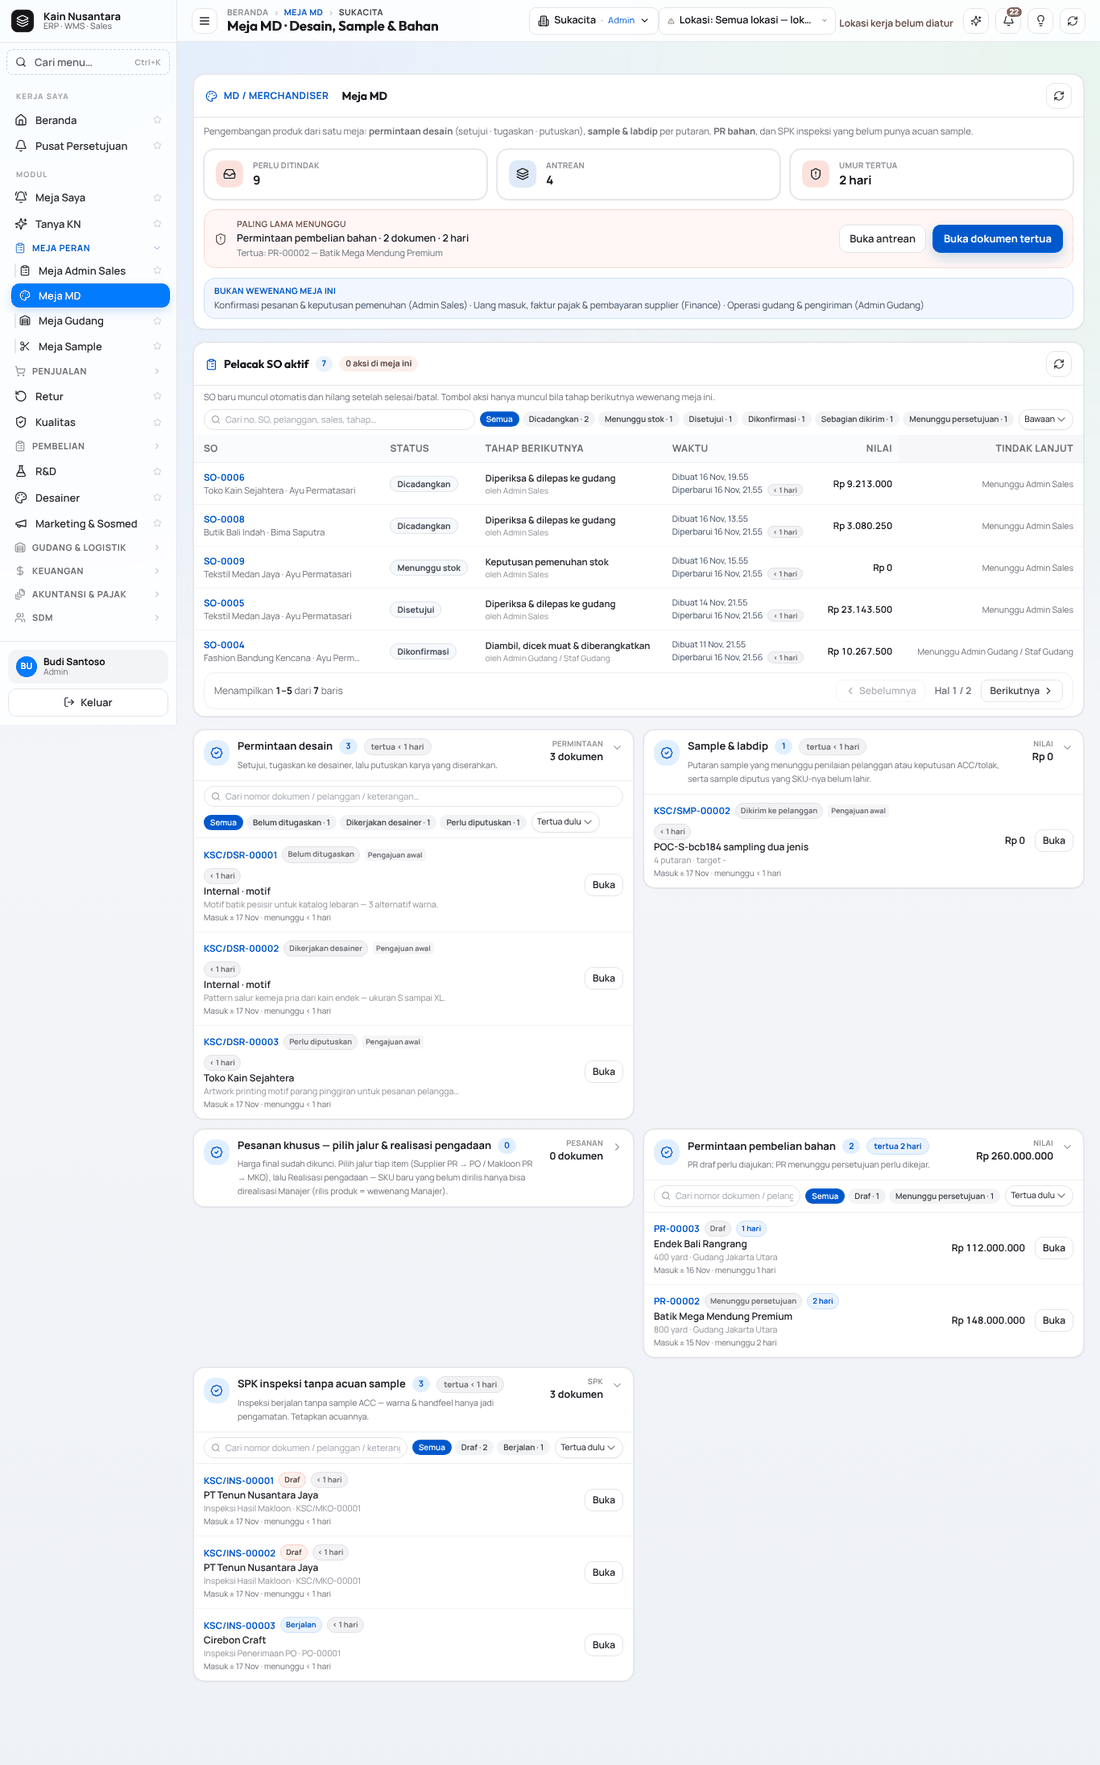 Kain Nusantara
ERP · WMS · Sales
Cari menu... Ctrl+K
KERJA SAYA
Beranda
Pusat Persetujuan
MODUL
Meja Saya
Tanya KN
MEJA PERAN
Meja Admin Sales
Meja MD
Meja Gudang
Meja Sample
PENJUALAN
Retur
Kualitas
PEMBELIAN
R&D
Desainer
Marketing & Sosmed
GUDANG & LOGISTIK
KEUANGAN
AKUNTANSI & PAJAK
SDM
BU Budi Santoso
Admin
Keluar
BERANDA › MEJA MD › SUKACITA
Meja MD · Desain, Sample & Bahan
Sukacita · Admin
Lokasi: Semua lokasi — lok...
Lokasi kerja belum diatur
22
MD / MERCHANDISER Meja MD
Pengembangan produk dari satu meja: permintaan desain (setujui · tugaskan · putuskan), sample & labdip per putaran, PR bahan, dan SPK inspeksi yang belum punya acuan sample.
PERLU DITINDAK
9
ANTREAN
4
UMUR TERTUA
2 hari
PALING LAMA MENUNGGU
Permintaan pembelian bahan · 2 dokumen · 2 hari
Tertua: PR-00002 — Batik Mega Mendung Premium
Buka antrean
Buka dokumen tertua
BUKAN WEWENANG MEJA INI
Konfirmasi pesanan & keputusan pemenuhan (Admin Sales) · Uang masuk, faktur pajak & pembayaran supplier (Finance) · Operasi gudang & pengiriman (Admin Gudang)
Pelacak SO aktif 7 0 aksi di meja ini
SO baru muncul otomatis dan hilang setelah selesai/batal. Tombol aksi hanya muncul bila tahap berikutnya wewenang meja ini.
Cari no. SO, pelanggan, sales, tahap... Semua Dicadangkan · 2 Menunggu stok · 1 Disetujui · 1 Dikonfirmasi · 1 Sebagian dikirim · 1 Menunggu persetujuan · 1 Bawaan
SO STATUS TAHAP BERIKUTNYA WAKTU NILAI TINDAK LANJUT
SO-0006 Dicadangkan Diperiksa & dilepas ke gudang Dibuat 16 Nov, 19.55 Rp 9.213.000 Menunggu Admin Sales
Toko Kain Sejahtera · Ayu Permatasari oleh Admin Sales Diperbarui 16 Nov, 21.55 < 1 hari
SO-0008 Dicadangkan Diperiksa & dilepas ke gudang Dibuat 16 Nov, 13.55 Rp 3.080.250 Menunggu Admin Sales
Butik Bali Indah · Bima Saputra oleh Admin Sales Diperbarui 16 Nov, 21.55 < 1 hari
SO-0009 Menunggu stok Keputusan pemenuhan stok Dibuat 16 Nov, 15.55 Rp 0 Menunggu Admin Sales
Tekstil Medan Jaya · Ayu Permatasari oleh Admin Sales Diperbarui 16 Nov, 21.55 < 1 hari
SO-0005 Disetujui Diperiksa & dilepas ke gudang Dibuat 14 Nov, 21.55 Rp 23.143.500 Menunggu Admin Sales
Tekstil Medan Jaya · Ayu Permatasari oleh Admin Sales Diperbarui 16 Nov, 21.56 < 1 hari
SO-0004 Dikonfirmasi Diambil, dicek muat & diberangkatkan Dibuat 11 Nov, 21.55 Rp 10.267.500 Menunggu Admin Gudang / Staf Gudang
Fashion Bandung Kencana · Ayu Perm... oleh Admin Gudang / Staf Gudang Diperbarui 16 Nov, 21.56 < 1 hari
Menampilkan 1–5 dari 7 baris Sebelumnya Hal 1 / 2 Berikutnya
Permintaan desain 3 tertua < 1 hari PERMINTAAN
3 dokumen
Setujui, tugaskan ke desainer, lalu putuskan karya yang diserahkan.
Cari nomor dokumen / pelanggan / keterangan...
Semua Belum ditugaskan · 1 Dikerjakan desainer · 1 Perlu diputuskan · 1 Tertua dulu
KSC/DSR-00001 Belum ditugaskan Pengajuan awal
< 1 hari
Internal · motif
Motif batik pesisir untuk katalog lebaran — 3 alternatif warna.
Masuk ± 17 Nov · menunggu < 1 hari
Buka
KSC/DSR-00002 Dikerjakan desainer Pengajuan awal
< 1 hari
Internal · motif
Pattern salur kemeja pria dari kain endek — ukuran S sampai XL.
Masuk ± 17 Nov · menunggu < 1 hari
Buka
KSC/DSR-00003 Perlu diputuskan Pengajuan awal
< 1 hari
Toko Kain Sejahtera
Artwork printing motif parang pinggiran untuk pesanan pelangga...
Masuk ± 17 Nov · menunggu < 1 hari
Buka
Sample & labdip 1 tertua < 1 hari NILAI
Rp 0
Putaran sample yang menunggu penilaian pelanggan atau keputusan ACC/tolak,
serta sample diputus yang SKU-nya belum lahir.
KSC/SMP-00002 Dikirim ke pelanggan Pengajuan awal
< 1 hari
POC-S-bcb184 sampling dua jenis
4 putaran · target -
Masuk ± 17 Nov · menunggu < 1 hari
Rp 0 Buka
Pesanan khusus — pilih jalur & realisasi pengadaan 0 PESANAN
0 dokumen
Harga final sudah dikunci. Pilih jalur tiap item (Supplier PR → PO / Makloon PR
→ MKO), lalu Realisasi pengadaan — SKU baru yang belum dirilis hanya bisa
direalisasi Manajer (rilis produk = wewenang Manajer).
Permintaan pembelian bahan 2 tertua 2 hari NILAI
Rp 260.000.000
PR draf perlu diajukan; PR menunggu persetujuan perlu dikejar.
Cari nomor dokumen / pelang Semua Draf · 1 Menunggu persetujuan · 1 Tertua dulu
PR-00003 Draf 1 hari
Endek Bali Rangrang
400 yard · Gudang Jakarta Utara
Masuk ± 16 Nov · menunggu 1 hari
Rp 112.000.000 Buka
PR-00002 Menunggu persetujuan 2 hari
Batik Mega Mendung Premium
800 yard · Gudang Jakarta Utara
Masuk ± 15 Nov · menunggu 2 hari
Rp 148.000.000 Buka
SPK inspeksi tanpa acuan sample 3 tertua < 1 hari SPK
3 dokumen
Inspeksi berjalan tanpa sample ACC — warna & handfeel hanya jadi
pengamatan. Tetapkan acuannya.
Cari nomor dokumen / pelanggan / keterang Semua Draf · 2 Berjalan · 1 Tertua dulu
KSC/INS-00001 Draf < 1 hari
PT Tenun Nusantara Jaya
Inspeksi Hasil Makloon · KSC/MKO-00001
Masuk ± 17 Nov · menunggu < 1 hari
Buka
KSC/INS-00002 Draf < 1 hari
PT Tenun Nusantara Jaya
Inspeksi Hasil Makloon · KSC/MKO-00001
Masuk ± 17 Nov · menunggu < 1 hari
Buka
KSC/INS-00003 Berjalan < 1 hari
Cirebon Craft
Inspeksi Penerimaan PO · PO-00001
Masuk ± 17 Nov · menunggu < 1 hari
Buka